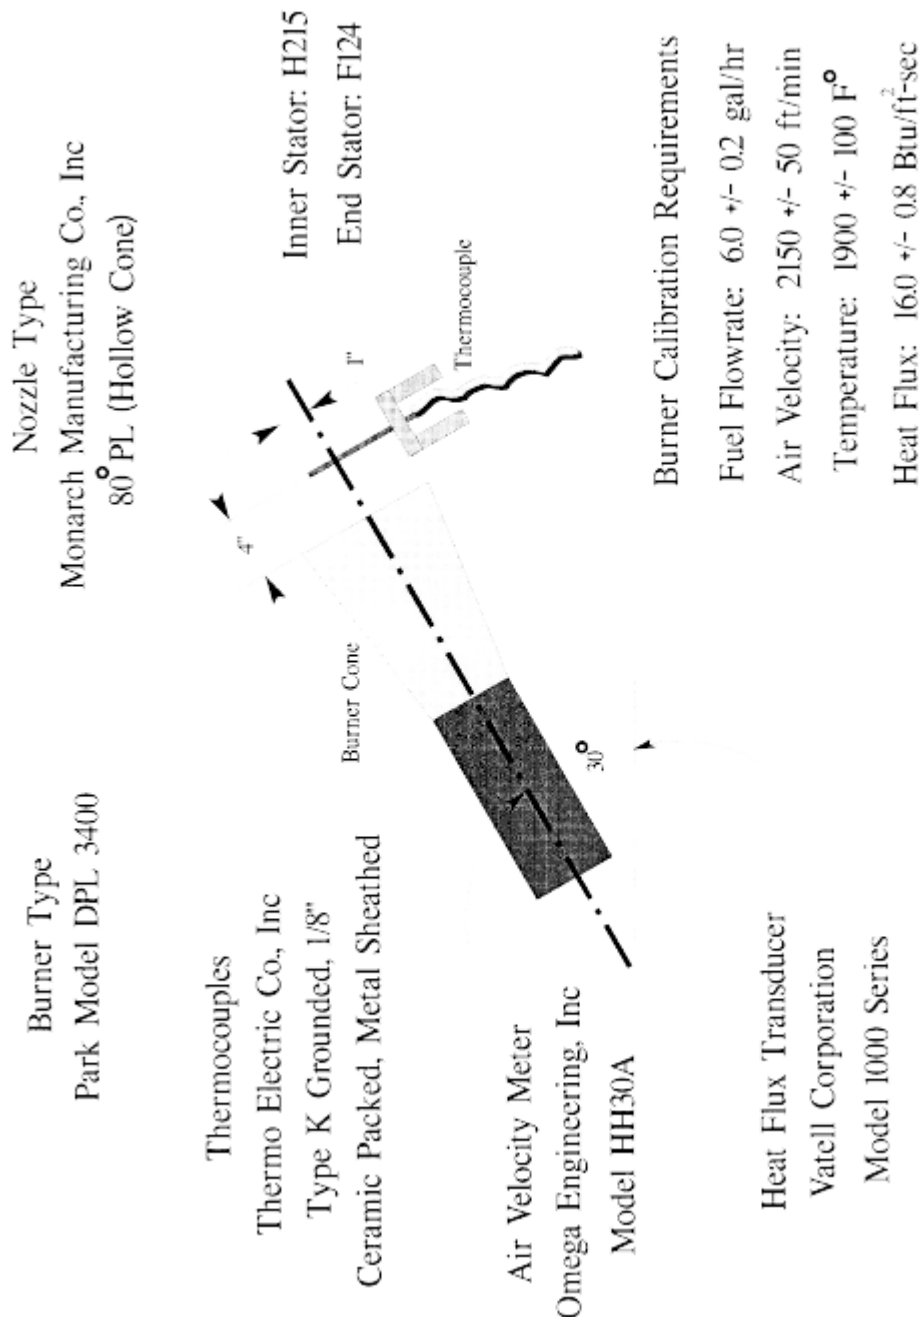 Burner Type
Park Model DPL 3400
Nozzle Type
Monarch Manufacturing Co., Inc
80° PL (Hollow Cone)
Thermocouples
Thermo Electric Co., Inc
Type K Grounded, 1/8"
Ceramic Packed, Metal Sheathed
Burner Cone
4"
1"
Thermocouple
30°
Inner Stator: H215
End Stator: F124
Air Velocity Meter
Omega Engineering, Inc
Model HH30A
Heat Flux Transducer
Vatell Corporation
Model 1000 Series
Burner Calibration Requirements
Fuel Flowrate: 6.0 +/- 0.2 gal/hr
Air Velocity: 2150 +/- 50 ft/min
Temperature: 1900 +/- 100 F°
Heat Flux: 16.0 +/- 0.8 Btu/ft²-sec